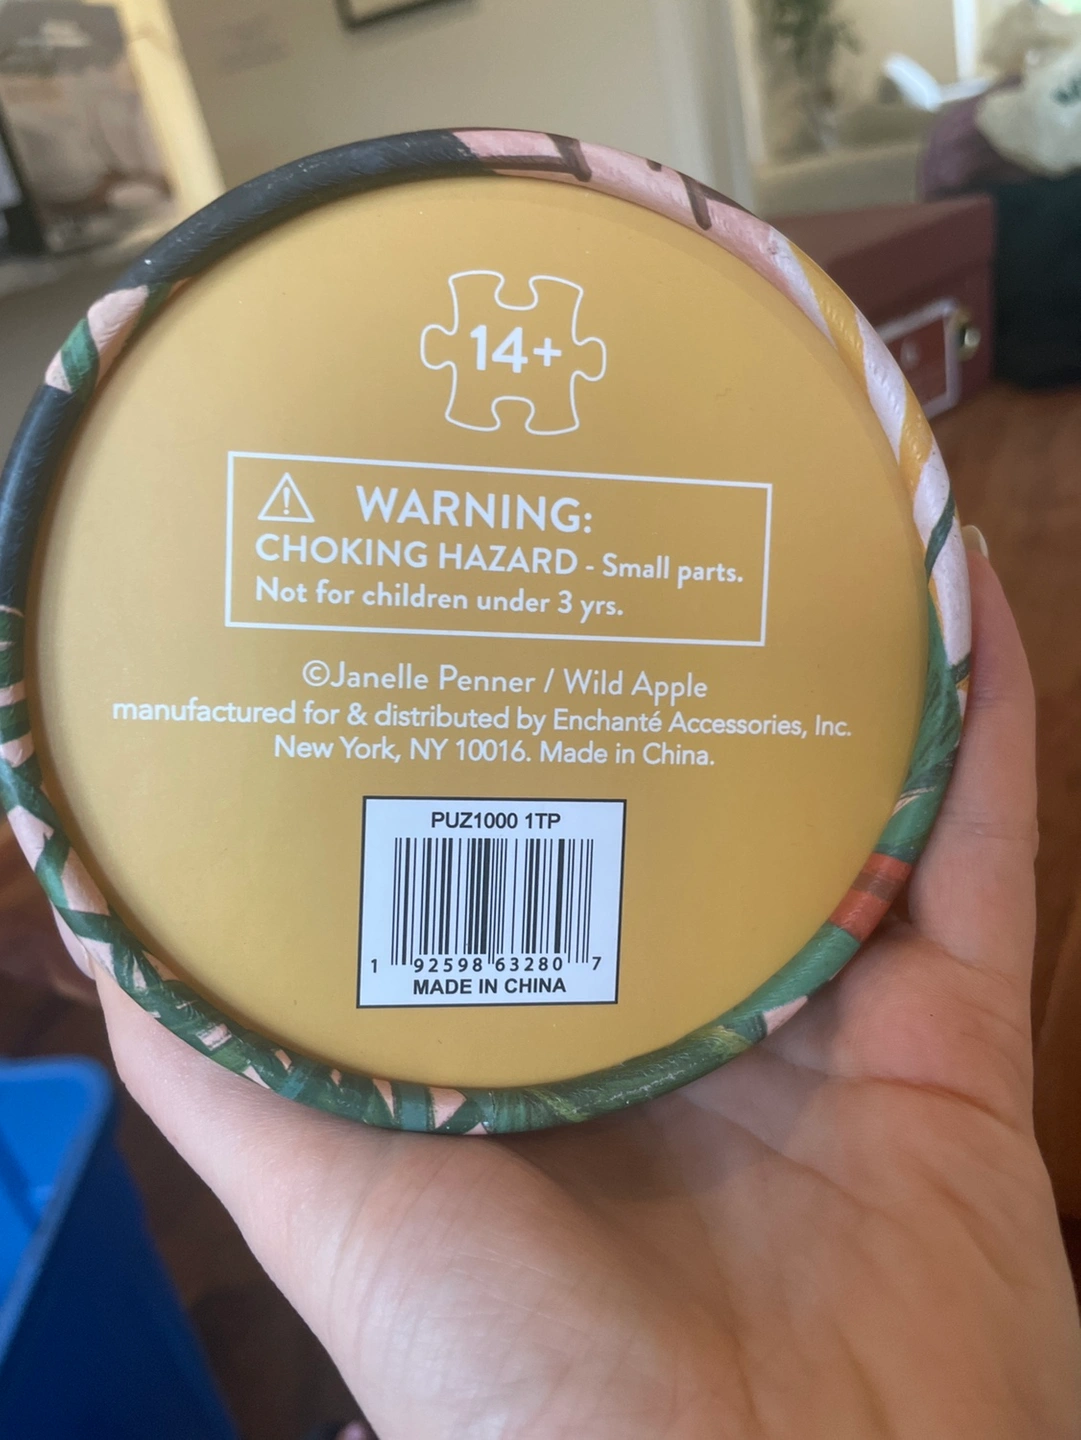 14+
WARNING:
CHOKING HAZARD - Small parts.
Not for children under 3 yrs.
©Janelle Penner / Wild Apple
manufactured for & distributed by Enchanté Accessories, Inc.
New York, NY 10016. Made in China.
PUZ1000 1TP
1 92598 63280 7
MADE IN CHINA